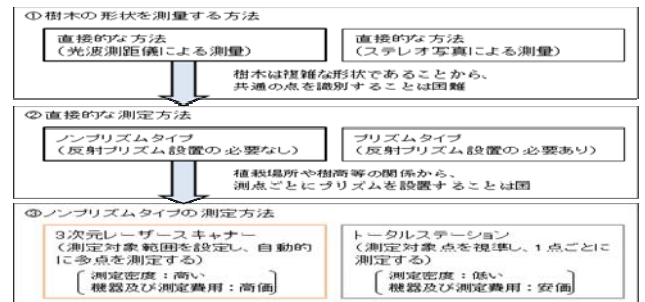 ①樹木の形状を測量する方法
直接的な方法
(光波測距儀による測量)
直接的な方法
(ステレオ写真による測量)
樹木は複雑な形状であることから、
共通の点を識別することは困難
②直接的な測定方法
ノンプリズムタイプ
(反射プリズム設置の必要なし)
プリズムタイプ
(反射プリズム設置の必要あり)
植栽場所や樹高等の関係から、
測点ごとにプリズムを設置することは困
③ノンプリズムタイプの測定方法
3次元レーザースキャナー
(測定対象範囲を設定し、自動的
に多点を測定する)
測定密度:高い
機器及び測定費用:高価
トータルステーション
(測定対象点を視準し、1点ごとに
測定する)
測定密度:低い
機器及び測定費用:安価